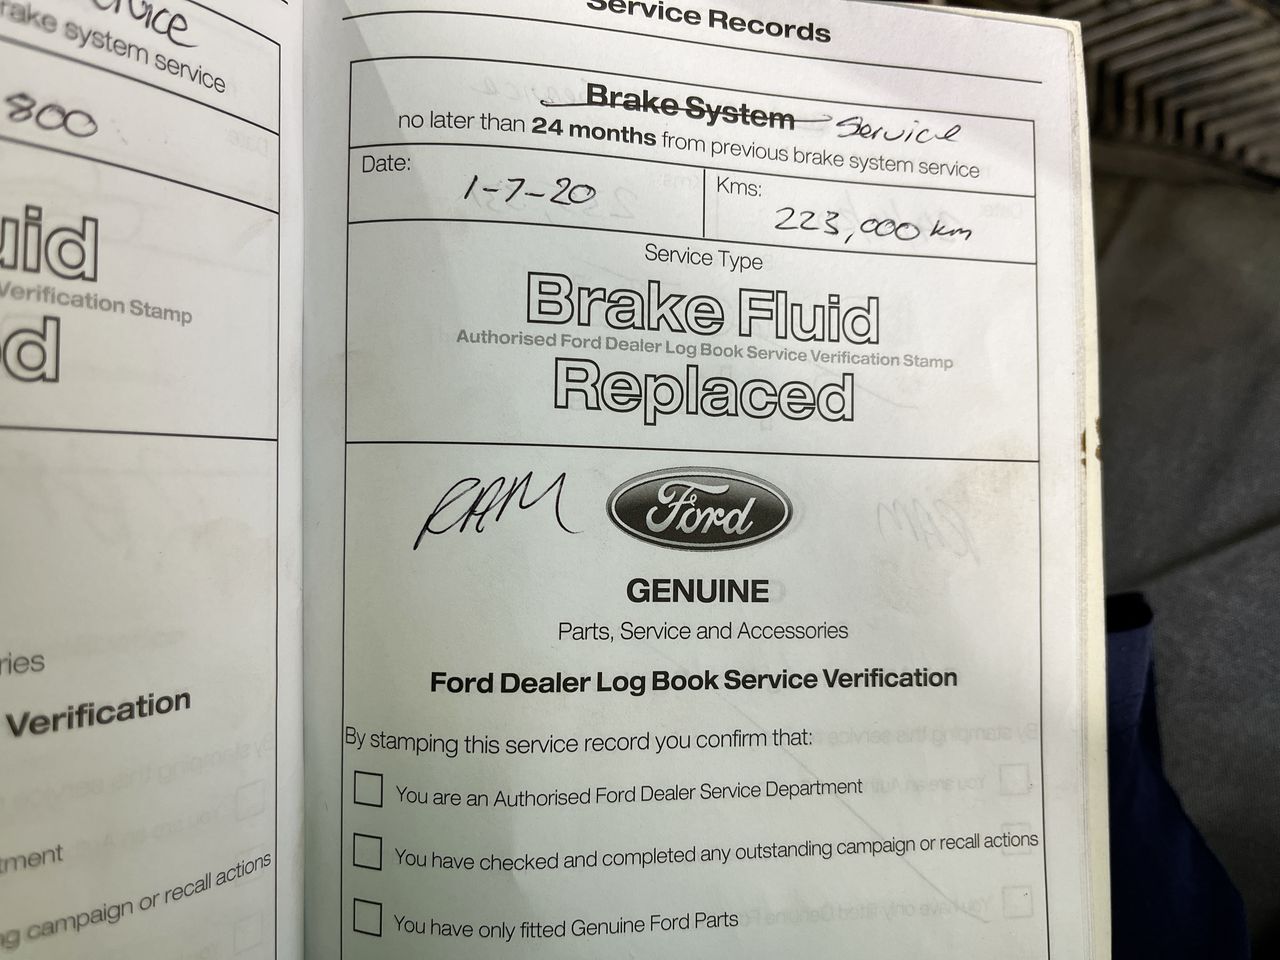 rake system service
800
uid
Verification Stamp
d
ries
Verification
tment
ng campaign or recall actions
Service Records
Brake System Service
no later than 24 months from previous brake system service
Date:
1-7-20
Kms:
223,000 km
Service Type
Brake Fluid
Authorised Ford Dealer Log Book Service Verification Stamp
Replaced
RAM
Ford
GENUINE
Parts, Service and Accessories
Ford Dealer Log Book Service Verification
By stamping this service record you confirm that:
You are an Authorised Ford Dealer Service Department
You have checked and completed any outstanding campaign or recall actions
You have only fitted Genuine Ford Parts